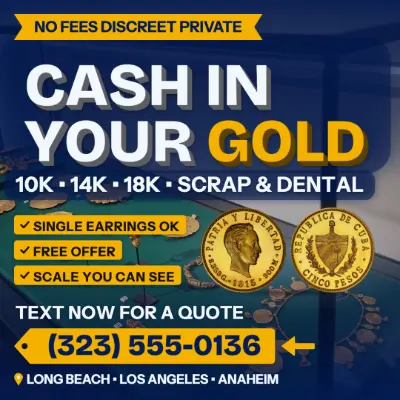 NO FEES DISCREET PRIVATE
CASH IN
YOUR GOLD
10K ▪ 14K ▪ 18K ▪ SCRAP & DENTAL
✓ SINGLE EARRINGS OK
✓ FREE OFFER
✓ SCALE YOU CAN SEE
PATRIA Y LIBERTAD
1915
REPUBLICA DE CUBA
CINCO PESOS
TEXT NOW FOR A QUOTE
(323) 555-0136
LONG BEACH ▪ LOS ANGELES ▪ ANAHEIM